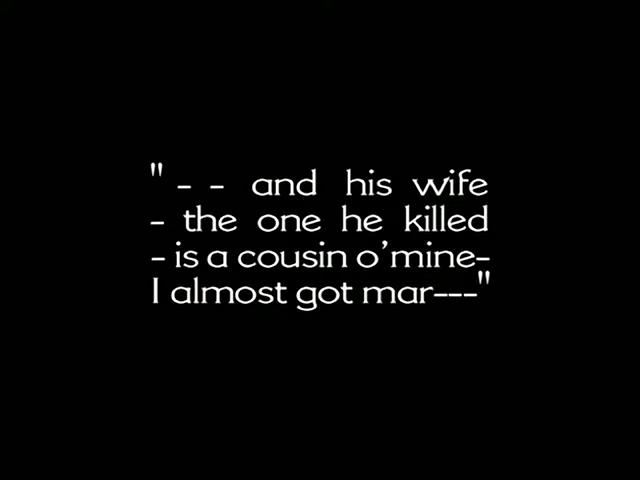 " - - and his wife
- the one he killed
- is a cousin o'mine-
I almost got mar---"